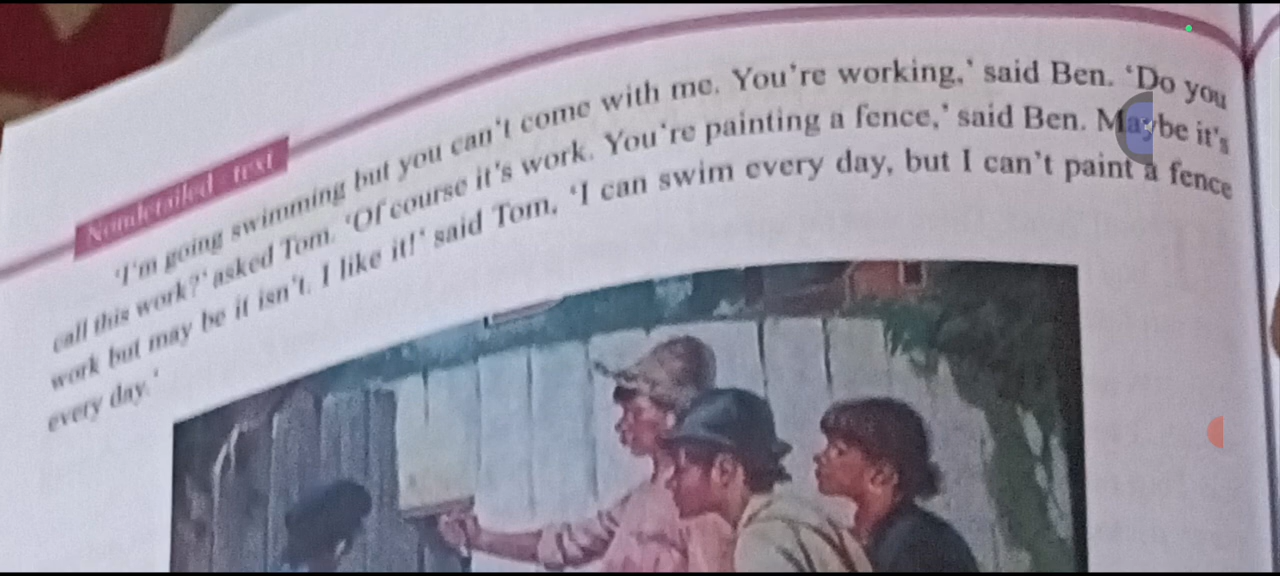 Nondetailed - text
'I'm going swimming but you can't come with me. You're working,' said Ben. 'Do you
call this work?' asked Tom. 'Of course it's work. You're painting a fence,' said Ben. Maybe it's
work but may be it isn't. I like it!' said Tom, 'I can swim every day, but I can't paint a fence
every day.'